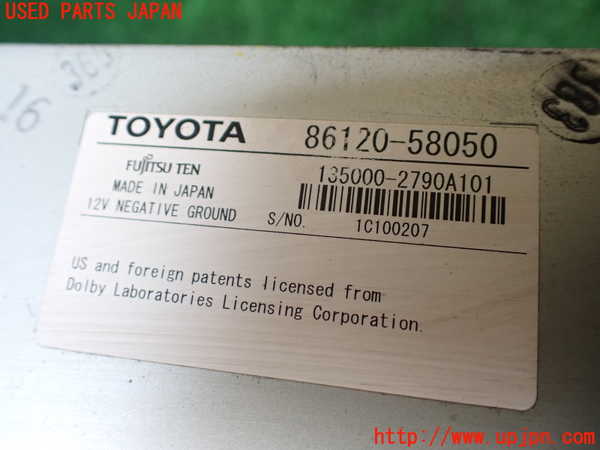 USED PARTS JAPAN
16
TOYOTA 86120-58050
FUJITSU TEN 135000-2790A101
MADE IN JAPAN
12V NEGATIVE GROUND S/NO. 1C100207
US and foreign patents licensed from
Dolby Laboratories Licensing Corporation.
http://www.upjpn.com